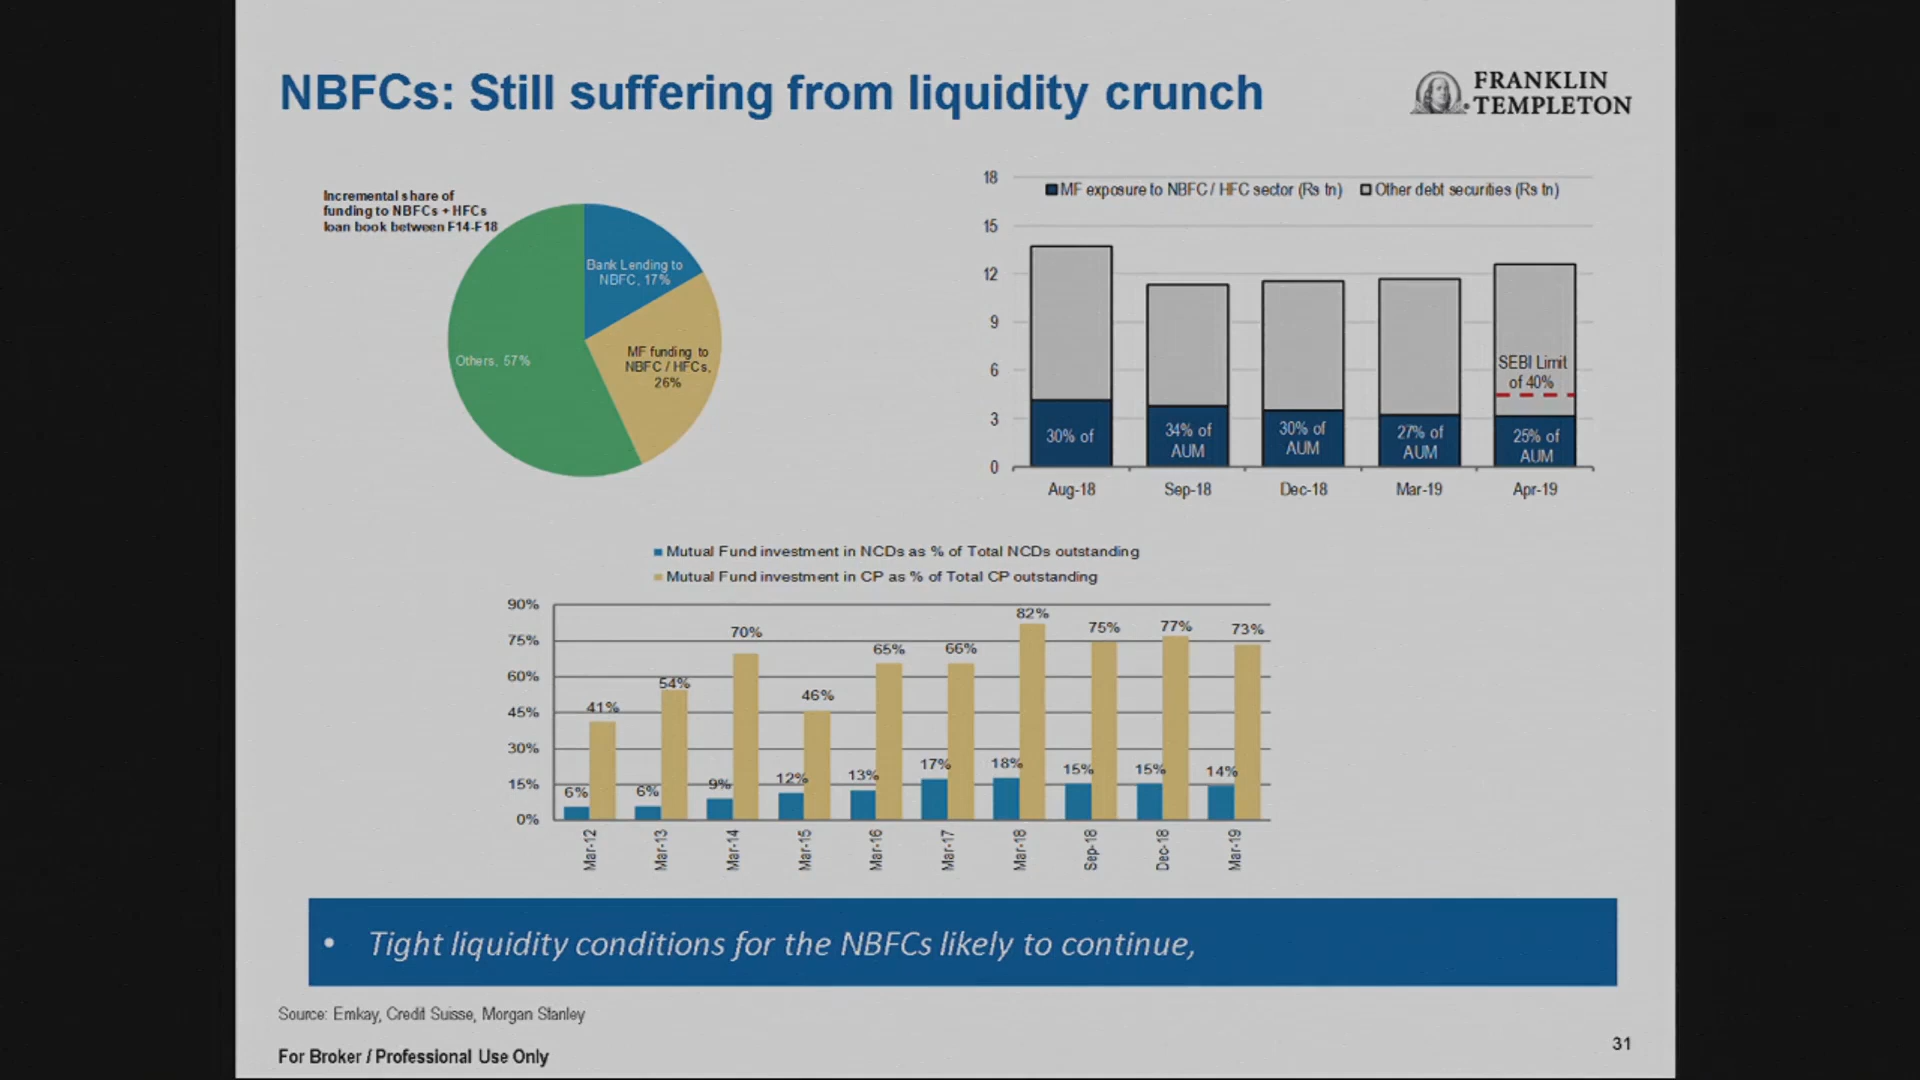 NBFCs: Still suffering from liquidity crunch
FRANKLIN
TEMPLETON
Incremental share of
funding to NBFCs + HFCs
loan book between F14-F18
Bank Lending to
NBFC, 17%
MF funding to
NBFC / HFCs,
26%
Others, 57%
MF exposure to NBFC / HFC sector (Rs tn)
Other debt securities (Rs tn)
18
15
12
9
6
3
0
SEBI Limit
of 40%
30% of
34% of
AUM
30% of
AUM
27% of
AUM
25% of
AUM
Aug-18
Sep-18
Dec-18
Mar-19
Apr-19
Mutual Fund investment in NCDs as % of Total NCDs outstanding
Mutual Fund investment in CP as % of Total CP outstanding
90%
75%
60%
45%
30%
15%
0%
6%
41%
6%
54%
9%
70%
12%
46%
13%
65%
17%
66%
18%
82%
15%
75%
15%
77%
14%
73%
Mar-12
Mar-13
Mar-14
Mar-15
Mar-16
Mar-17
Mar-18
Sep-18
Dec-18
Mar-19
• Tight liquidity conditions for the NBFCs likely to continue,
Source: Emkay, Credit Suisse, Morgan Stanley
For Broker / Professional Use Only
31